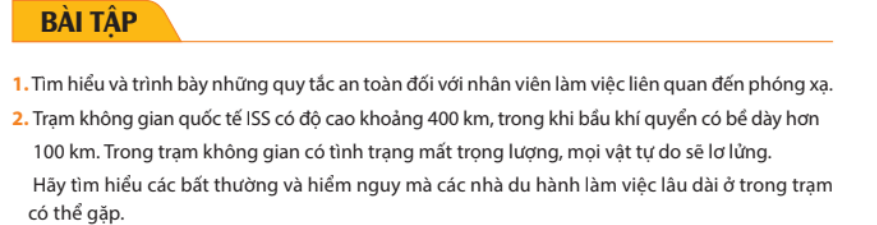 BÀI TẬP
1. Tìm hiểu và trình bày những quy tắc an toàn đối với nhân viên làm việc liên quan đến phóng xạ.
2. Trạm không gian quốc tế ISS có độ cao khoảng 400 km, trong khi bầu khí quyển có bề dày hơn
100 km. Trong trạm không gian có tình trạng mất trọng lượng, mọi vật tự do sẽ lơ lửng.
Hãy tìm hiểu các bất thường và hiểm nguy mà các nhà du hành làm việc lâu dài ở trong trạm
có thể gặp.